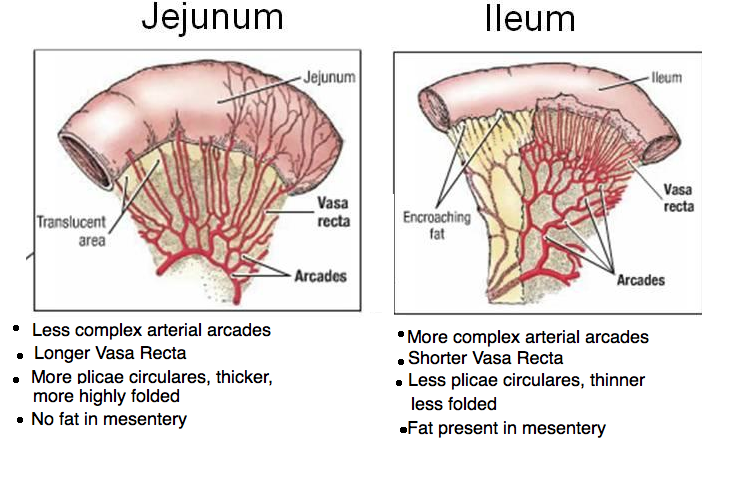 Jejunum
Jejunum
Translucent
area
Vasa
recta
Arcades
• Less complex arterial arcades
• Longer Vasa Recta
• More plicae circulares, thicker,
more highly folded
• No fat in mesentery
Ileum
Ileum
Encroaching
fat
Vasa
recta
Arcades
• More complex arterial arcades
• Shorter Vasa Recta
• Less plicae circulares, thinner
less folded
• Fat present in mesentery